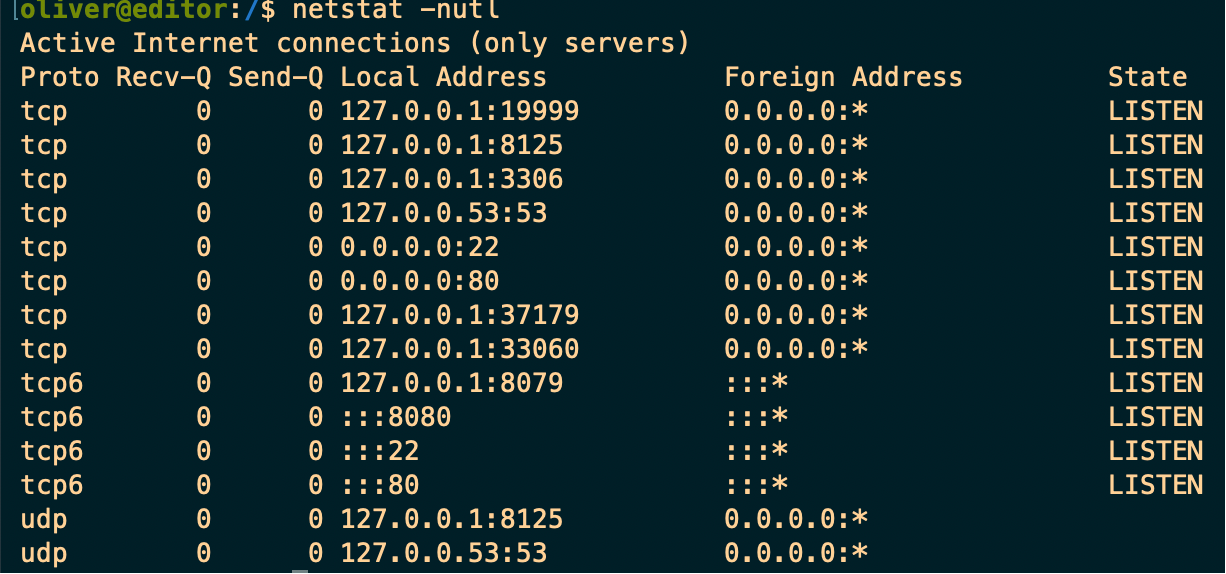 [oliver@editor:/$ netstat -nutl
Active Internet connections (only servers)
Proto Recv-Q Send-Q Local Address           Foreign Address         State
tcp        0      0 127.0.0.1:19999         0.0.0.0:*               LISTEN
tcp        0      0 127.0.0.1:8125          0.0.0.0:*               LISTEN
tcp        0      0 127.0.0.1:3306          0.0.0.0:*               LISTEN
tcp        0      0 127.0.0.53:53           0.0.0.0:*               LISTEN
tcp        0      0 0.0.0.0:22              0.0.0.0:*               LISTEN
tcp        0      0 0.0.0.0:80              0.0.0.0:*               LISTEN
tcp        0      0 127.0.0.1:37179         0.0.0.0:*               LISTEN
tcp        0      0 127.0.0.1:33060         0.0.0.0:*               LISTEN
tcp6       0      0 127.0.0.1:8079          :::*                    LISTEN
tcp6       0      0 :::8080                 :::*                    LISTEN
tcp6       0      0 :::22                   :::*                    LISTEN
tcp6       0      0 :::80                   :::*                    LISTEN
udp        0      0 127.0.0.1:8125          0.0.0.0:*
udp        0      0 127.0.0.53:53           0.0.0.0:*